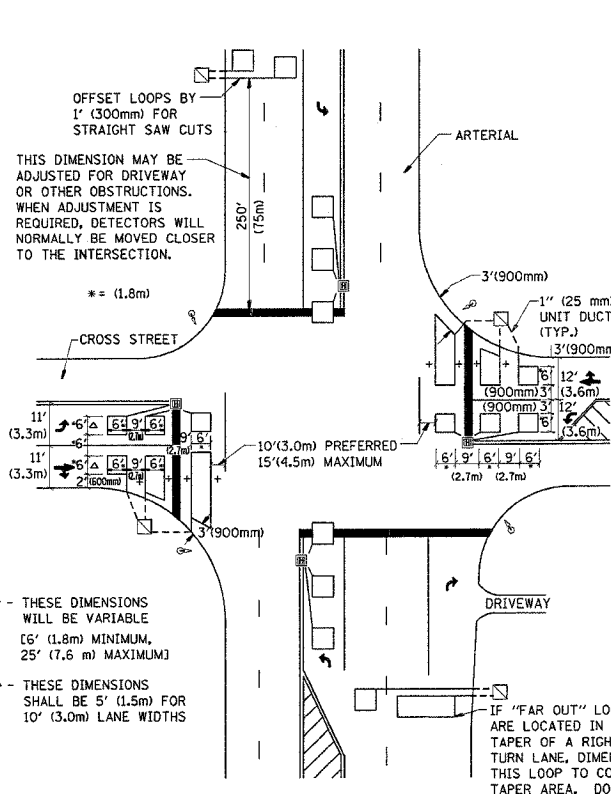 OFFSET LOOPS BY
1' (300mm) FOR
STRAIGHT SAW CUTS
THIS DIMENSION MAY BE
ADJUSTED FOR DRIVEWAY
OR OTHER OBSTRUCTIONS.
WHEN ADJUSTMENT IS
REQUIRED, DETECTORS WILL
NORMALLY BE MOVED CLOSER
TO THE INTERSECTION.
250'
(75m)
ARTERIAL
*= (1.8m)
3'(900mm)
1" (25 mm)
UNIT DUCT
(TYP.)
CROSS STREET
3'(900mm
*6'
12'
(3.6m)
(900mm) 3'
(900mm) 3'
12'
*6'
(3.6m)
11'
(3.3m)
*6'
6' 9' 6'
(2.7m)
*6
9' 6'
(2.7m)
11'
(3.3m)
*6'
6' 9' 6'
(2.7m)
2' (600mm)
10'(3.0m) PREFERRED
15'(4.5m) MAXIMUM
6' 9' 6' 9' 6'
(2.7m) (2.7m)
3'(900mm)
- THESE DIMENSIONS
WILL BE VARIABLE
[6' (1.8m) MINIMUM,
25' (7.6 m) MAXIMUM]
- THESE DIMENSIONS
SHALL BE 5' (1.5m) FOR
10' (3.0m) LANE WIDTHS
DRIVEWAY
IF "FAR OUT" LO
ARE LOCATED IN
TAPER OF A RIGH
TURN LANE, DIME
THIS LOOP TO CO
TAPER AREA. DO